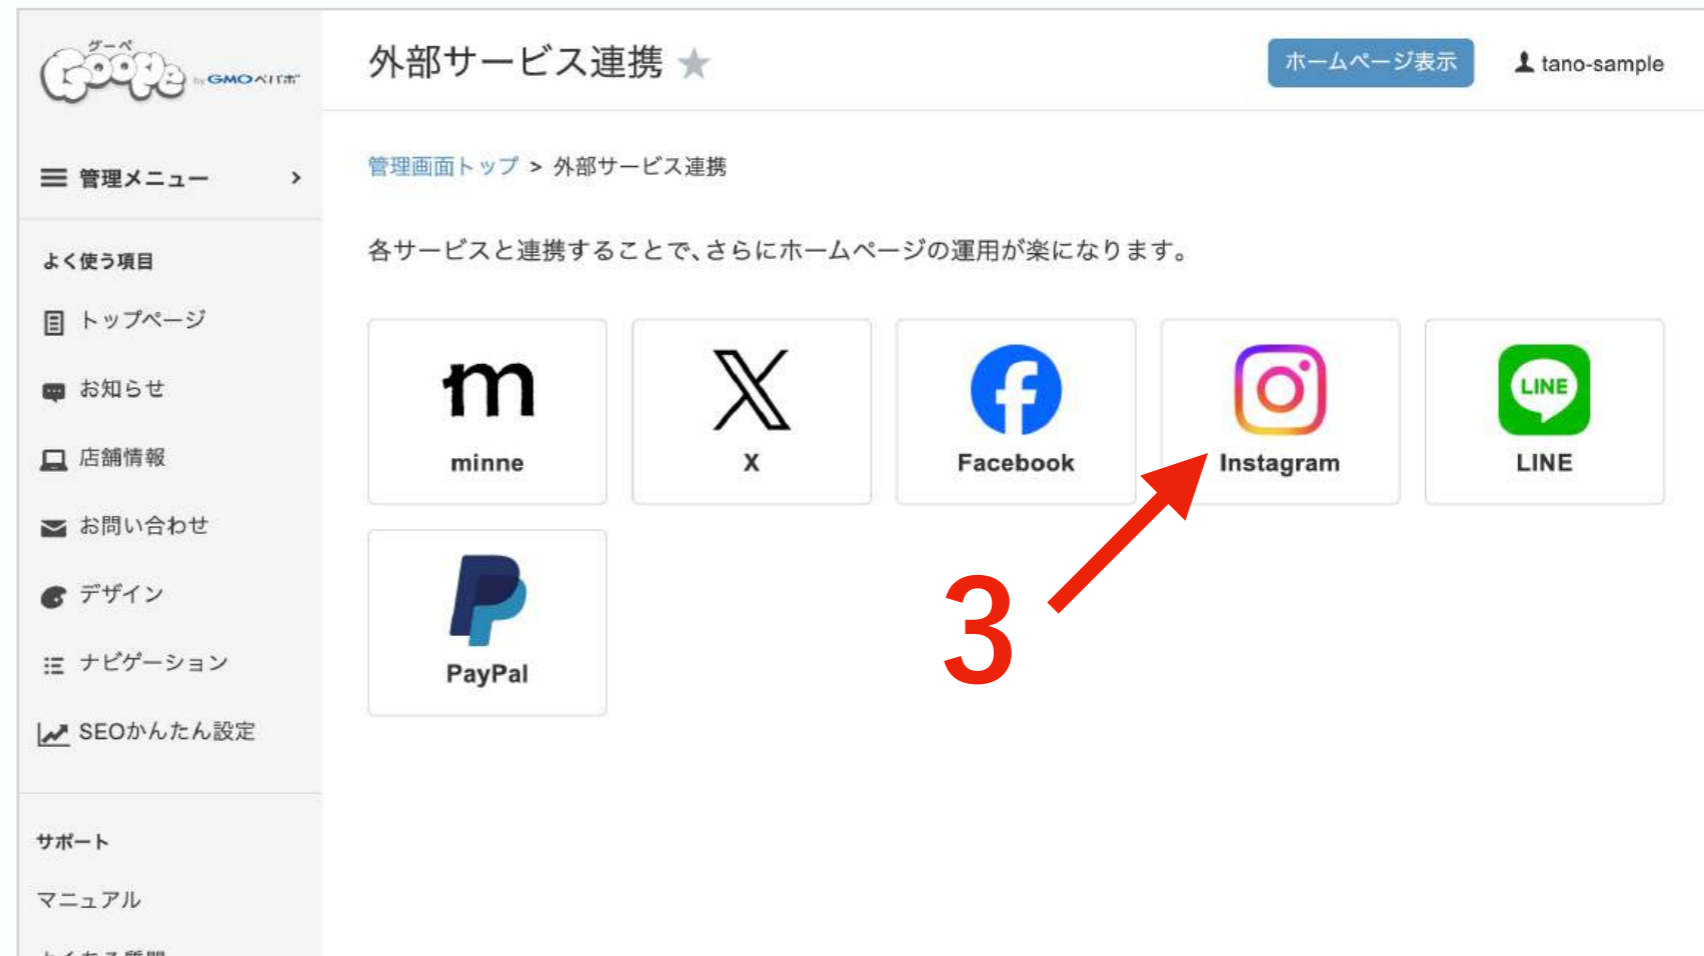 グーペ
Goope by GMOペパボ
外部サービス連携
ホームページ表示
tano-sample
管理メニュー
管理画面トップ > 外部サービス連携
よく使う項目
各サービスと連携することで、さらにホームページの運用が楽になります。
トップページ
お知らせ
店舗情報
お問い合わせ
デザイン
ナビゲーション
SEOかんたん設定
m
minne
X
Facebook
Instagram
LINE
LINE
PayPal
3
サポート
マニュアル
よくある質問